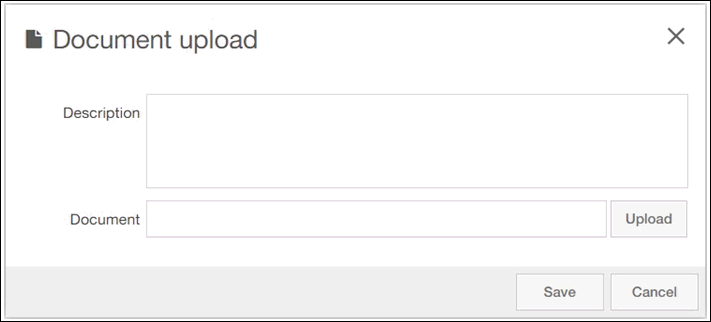 Document upload
Description
Document
Upload
Save
Cancel